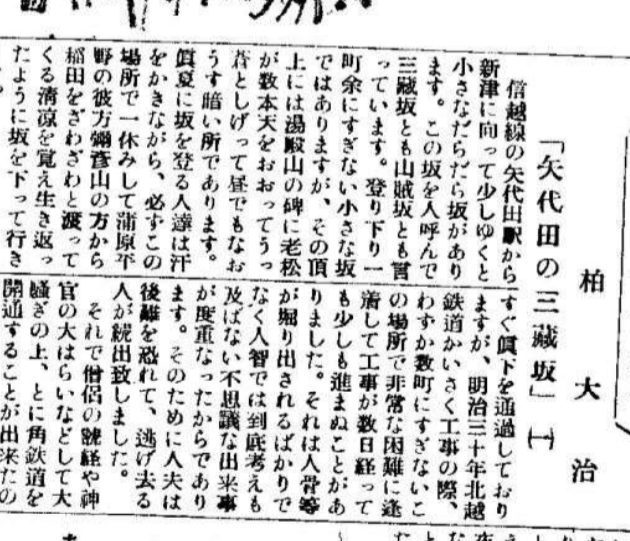 柏大治
「矢代田の三蔵坂」(一)
信越線の矢代田駅から
新津に向って少しゆくと
小さなだらだら坂があり
ます。この坂を人呼んで
三蔵坂とも山賊坂とも言
っています。登り下り一
町余にすぎない小さな坂
ではありますが、その頂
上には湯殿山の碑に老松
が数本天をおおってうっ
蒼としげって昼でもなお
うす暗い所であります。
眞夏に坂を登る人達は汗
をかきながら、必ずこの
場所で一休みして蒲原平
野の彼方彌彦山の方から
稲田をざわざわと渡って
くる清涼を覚え生き返っ
たように坂を下って行き
すぐ眞下を通過しており
ますが、明治三十年北越
鉄道かいさく工事の際、
わずか数町にすぎないこ
の場所で非常な困難に逢
着して工事が数日経って
も少しも進まぬことがあ
りました。それは人骨等
が堀り出されるばかりで
なく人智では到底考えも
及ばない不思議な出来事
が度重なったからであり
ます。そのために人夫は
後難を恐れて、逃げ去る
人が続出致しました。
それで僧侶の読経や神
官の大はらいなどして大
騒ぎの上、とに角鉄道を
開通することが出来たの